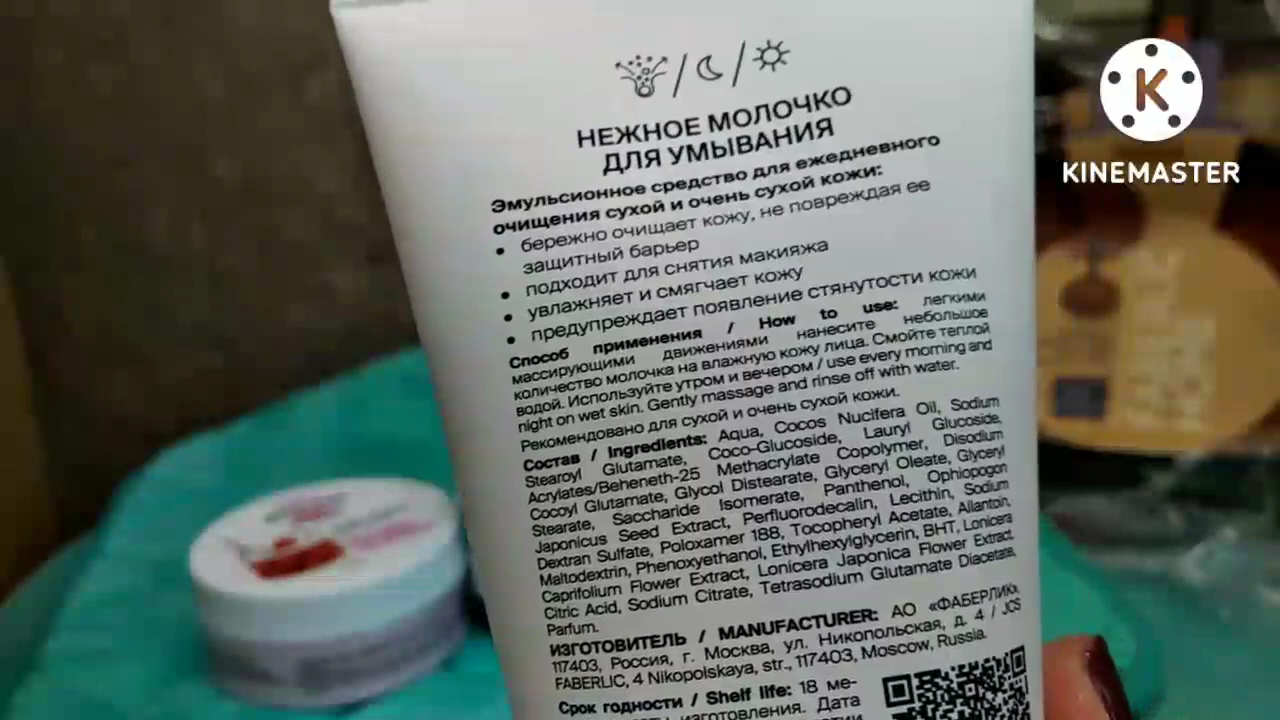 НЕЖНОЕ МОЛОЧКО
ДЛЯ УМЫВАНИЯ
Эмульсионное средство для ежедневного
очищения сухой и очень сухой кожи:
• бережно очищает кожу, не повреждая ее
защитный барьер
• подходит для снятия макияжа
• увлажняет и смягчает кожу
• предупреждает появление стянутости кожи
Способ применения / How to use: легкими
массирующими движениями нанесите небольшое
количество молочка на влажную кожу лица. Смойте теплой
водой. Используйте утром и вечером / use every morning and
night on wet skin. Gently massage and rinse off with water.
Рекомендовано для сухой и очень сухой кожи.
Состав / Ingredients: Aqua, Cocos Nucifera Oil, Sodium
Stearoyl Glutamate, Coco-Glucoside, Lauryl Glucoside,
Acrylates/Beheneth-25 Methacrylate Copolymer, Disodium
Cocoyl Glutamate, Glycol Distearate, Glyceryl Oleate, Glyceryl
Stearate, Saccharide Isomerate, Panthenol, Ophiopogon
Japonicus Seed Extract, Perfluorodecalin, Lecithin, Sodium
Dextran Sulfate, Poloxamer 188, Tocopheryl Acetate, Allantoin,
Maltodextrin, Phenoxyethanol, Ethylhexylglycerin, BHT, Lonicera
Caprifolium Flower Extract, Lonicera Japonica Flower Extract,
Citric Acid, Sodium Citrate, Tetrasodium Glutamate Diacetate,
Parfum.
ИЗГОТОВИТЕЛЬ / MANUFACTURER: АО «ФАБЕРЛИК»
117403, Россия, г. Москва, ул. Никопольская, д. 4 / JCS
FABERLIC, 4 Nikopolskaya, str., 117403, Moscow, Russia.
Срок годности / Shelf life: 18 ме-
изготовления. Дата
K
KINEMASTER